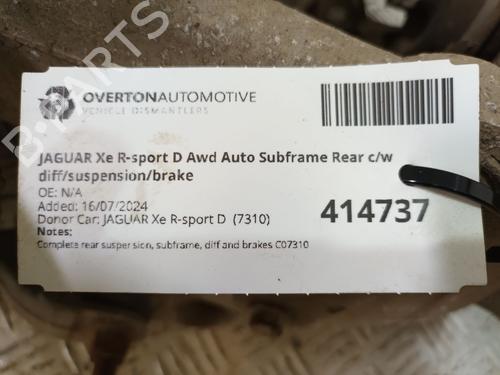 OVERTONAUTOMOTIVE
VEHICLE DISMANTLERS
JAGUAR Xe R-sport D Awd Auto Subframe Rear c/w
diff/suspension/brake
OE: N/A
Added: 16/07/2024
Donor Car: JAGUAR Xe R-sport D (7310)
414737
Notes:
Complete rear suspersion, subframe, diff and brakes C07310
B-PARTS